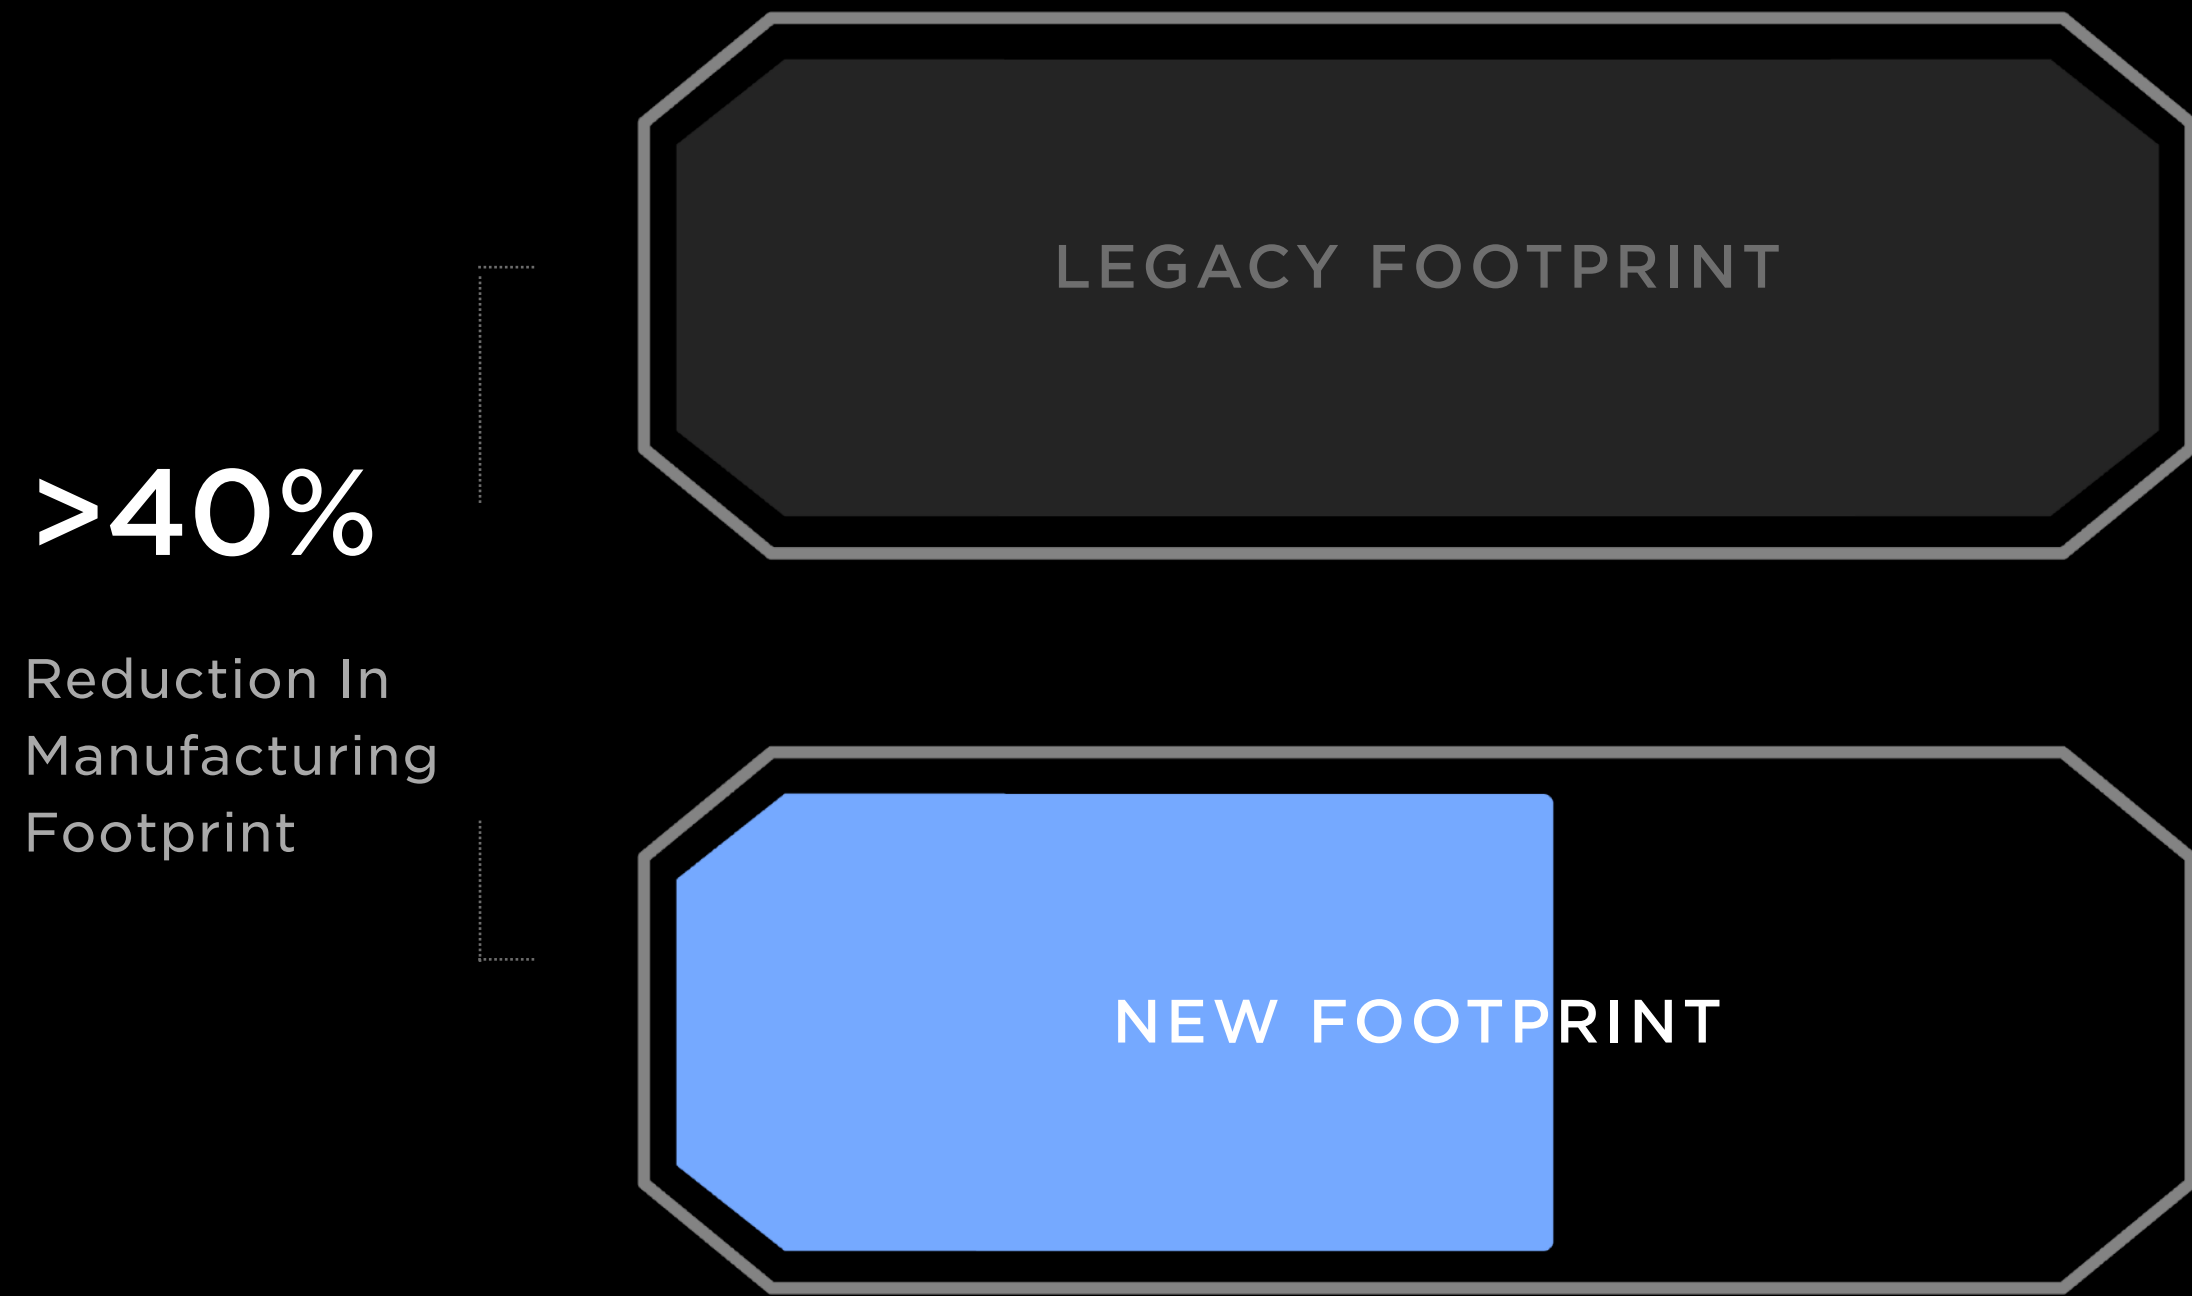 LEGACY FOOTPRINT
>40%
Reduction In
Manufacturing
Footprint
NEW FOOTPRINT